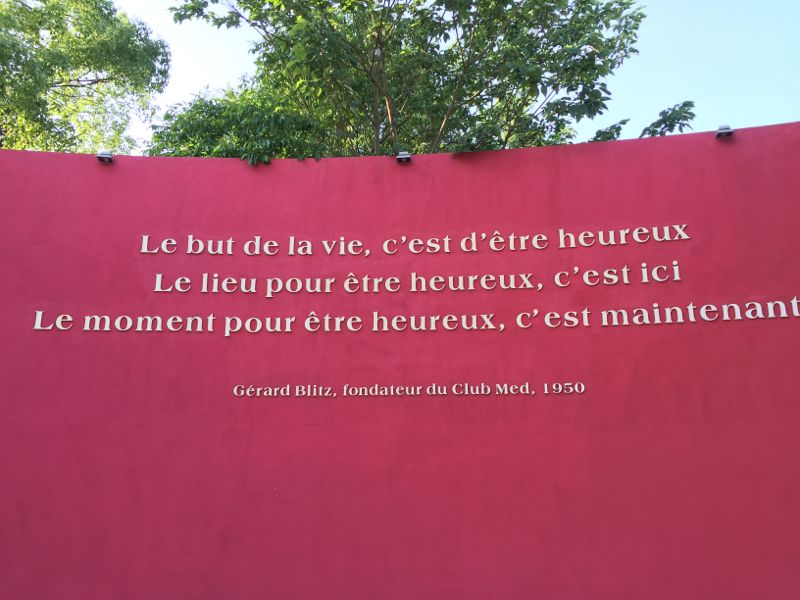 Le but de la vie, c'est d'être heureux
Le lieu pour être heureux, c'est ici
Le moment pour être heureux, c'est maintenant
Gérard Blitz, fondateur du Club Med, 1950